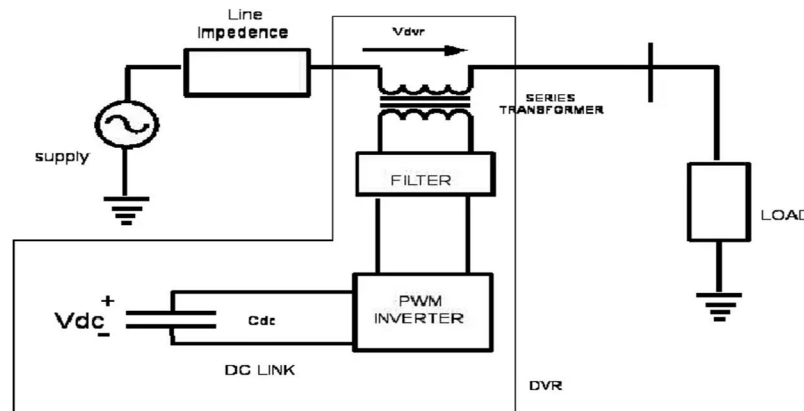 Line
Impedence
Vdvr
SERIES
TRANSFORMER
supply
FILTER
LOAD
+
Vdc
-
Cdc
PWM
INVERTER
DC LINK
DVR